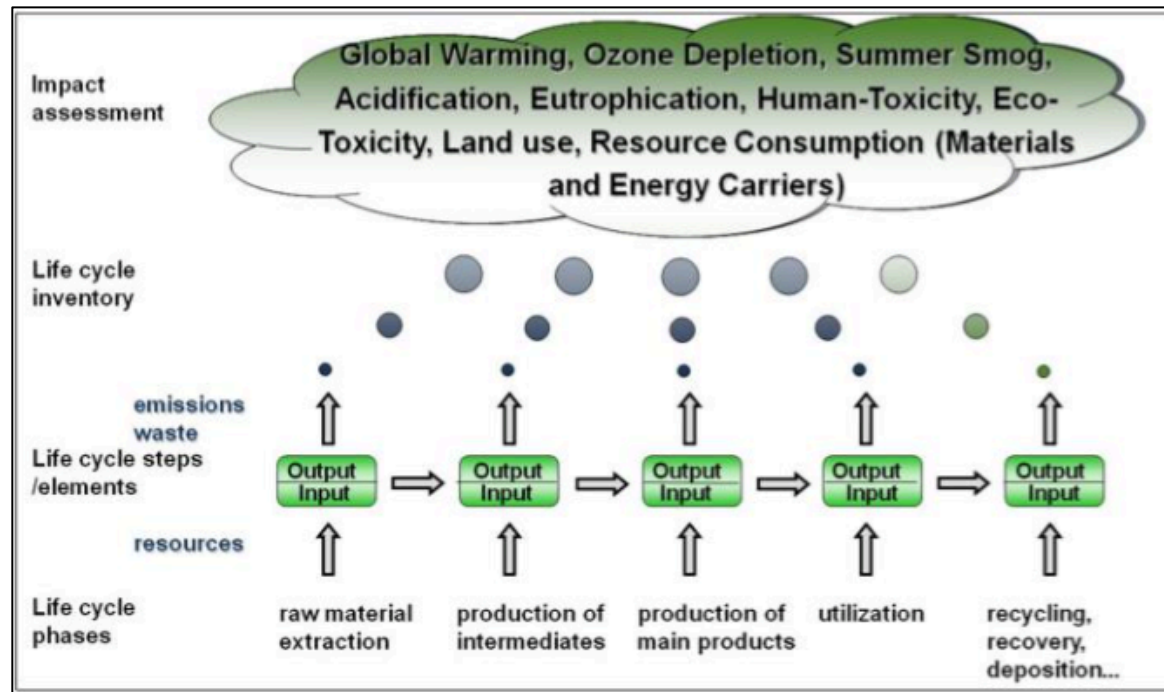 Impact
assessment
Global Warming, Ozone Depletion, Summer Smog,
Acidification, Eutrophication, Human-Toxicity, Eco-
Toxicity, Land use, Resource Consumption (Materials
and Energy Carriers)
Life cycle
inventory
emissions
waste
Life cycle steps
/elements
Output
Input
Output
Input
Output
Input
Output
Input
Output
Input
resources
Life cycle
phases
raw material
extraction
production of
intermediates
production of
main products
utilization
recycling,
recovery,
deposition...